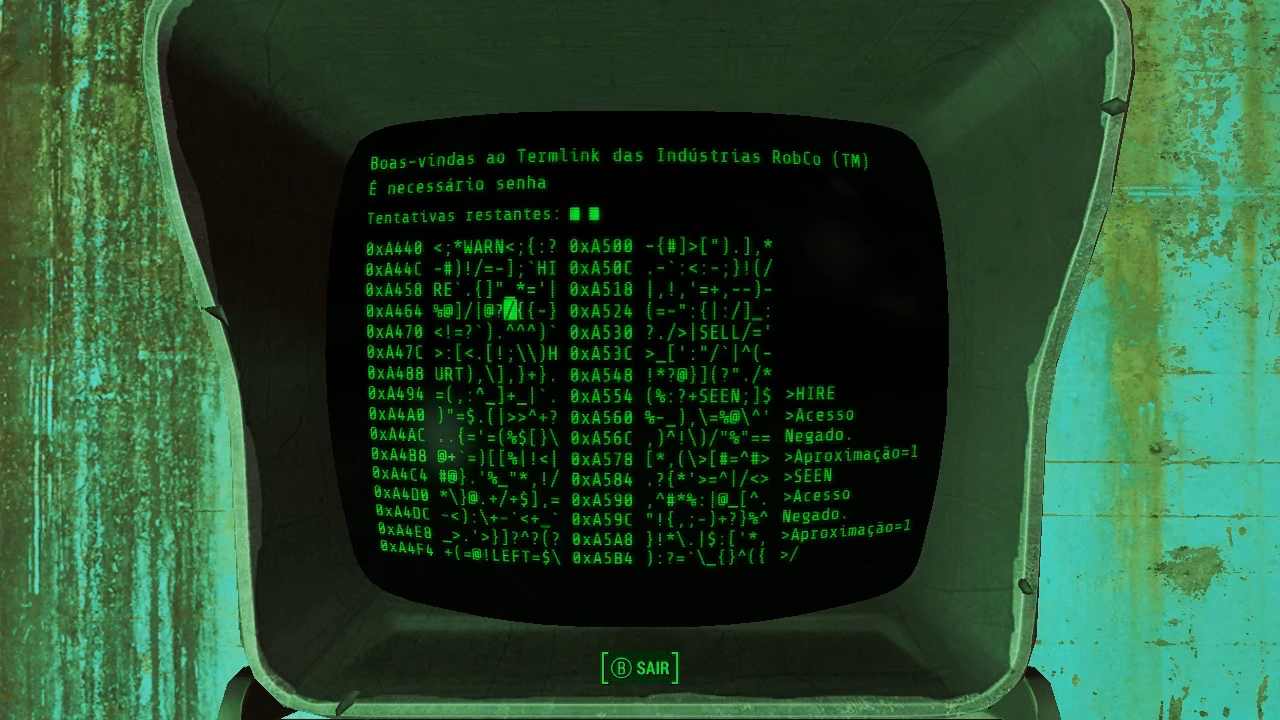 Boas-vindas ao Termlink das Indústrias RobCo (TM)
É necessário senha
Tentativas restantes: ■ ■
0xA440 <;*WARN<;{:? 0xA500 -{#]>[").],*
0xA44C -#)!/=-];`HI 0xA50C .-`:<:-;}!(/
0xA458 RE`.{]"_*='| 0xA518 |,!,'=+,--)-
0xA464 %@]/|@?/{{-} 0xA524 (=-":{|:/]_:
0xA470 <!=?`).^^^)` 0xA530 ?./>|SELL/='
0xA47C >:[<.[!;\\)H 0xA53C >_[':"/`|^(-
0xA488 URT),\],}+}. 0xA548 !*?@}](?"./*
0xA494 =(,:^_]+_|`. 0xA554 (%:?+SEEN;]$ >HIRE
0xA4A0 )"=$.(|>>^+? 0xA560 %-_),\=%@\^' >Acesso
0xA4AC ..{='=(%$[}\ 0xA56C ,)^!\)/"%"== Negado.
0xA4B8 @+`=)[[%|!<| 0xA578 [*,(\>[#=^#> >Aproximação=1
0xA4C4 #@}.'%_"*,!/ 0xA584 .?{*'>=^|/<> >SEEN
0xA4D0 *\}@.+/+$],= 0xA590 ,^#*%:|@_[^. >Acesso
0xA4DC -<):\+-`<+_` 0xA59C "!{,;-)+?}%^ Negado.
0xA4E8 _>.'>}]?^?[? 0xA5A8 }!*\.|$:['*, >Aproximação=1
0xA4F4 +(=@!LEFT=$\ 0xA5B4 ):?=`\_{}^({ >/
[Ⓑ SAIR]